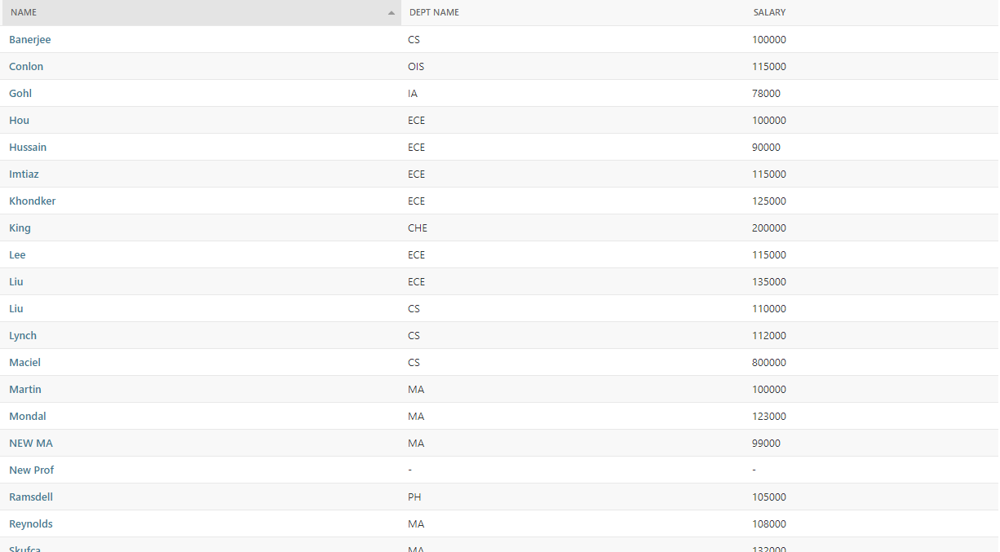 NAME DEPT NAME SALARY
Banerjee CS 100000
Conlon OIS 115000
Gohl IA 78000
Hou ECE 100000
Hussain ECE 90000
Imtiaz ECE 115000
Khondker ECE 125000
King CHE 200000
Lee ECE 115000
Liu ECE 135000
Liu CS 110000
Lynch CS 112000
Maciel CS 800000
Martin MA 100000
Mondal MA 123000
NEW MA MA 99000
New Prof - -
Ramsdell PH 105000
Reynolds MA 108000
Skufca MA 132000